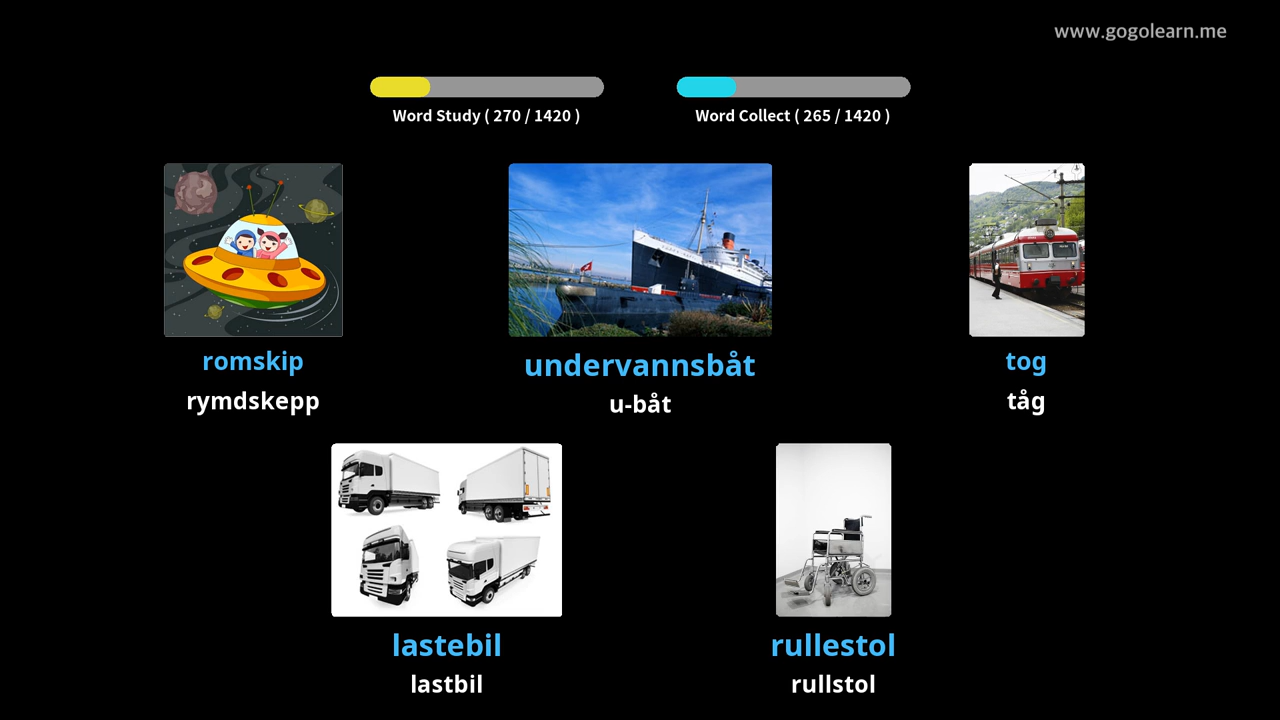 www.gogolearn.me
Word Study ( 270 / 1420 )
Word Collect ( 265 / 1420 )
romskip
undervannsbåt
tog
rymdskepp
u-båt
tåg
lastebil
rullestol
lastbil
rullstol